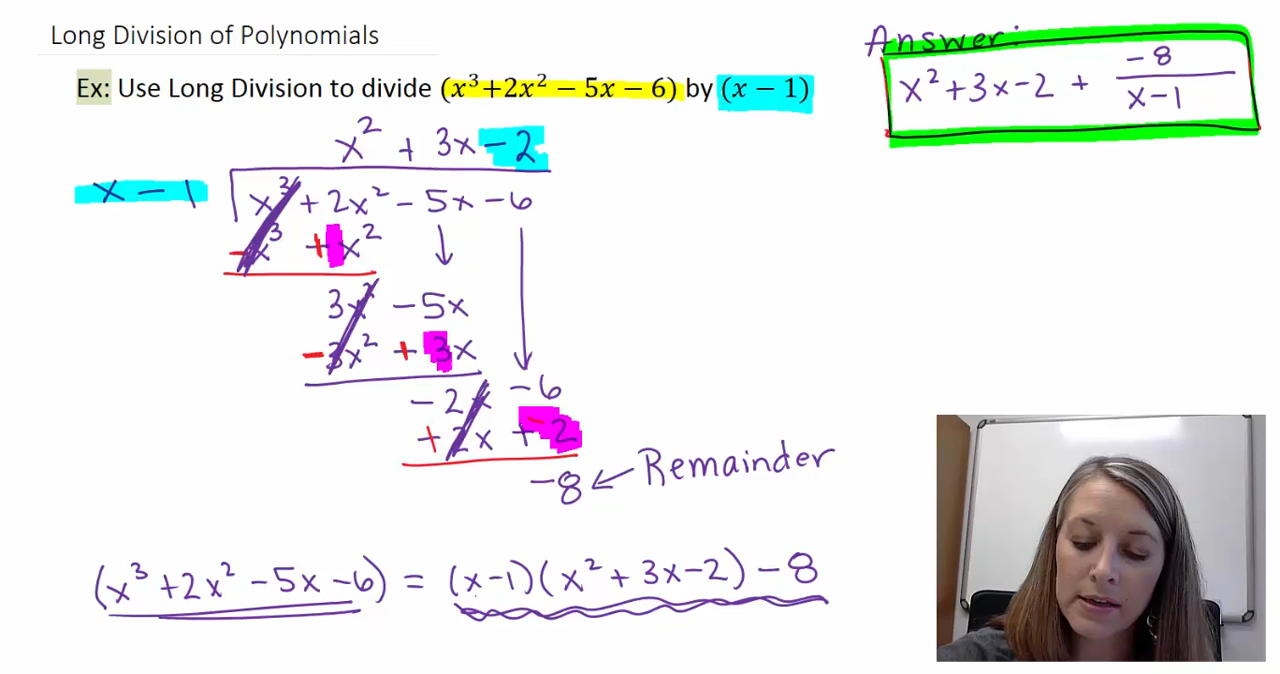 Long Division of Polynomials
Answer:
Ex: Use Long Division to divide (x³+2x² − 5x − 6) by (x − 1)
x² + 3x − 2 + −8/(x−1)
x² + 3x − 2
x − 1 x³ + 2x² − 5x − 6
− x³ + x²
3x² − 5x
− 3x² + 3x
− 2x − 6
+ 2x − 2
−8 ← Remainder
(x³ + 2x² − 5x − 6) = (x−1)(x² + 3x − 2) − 8